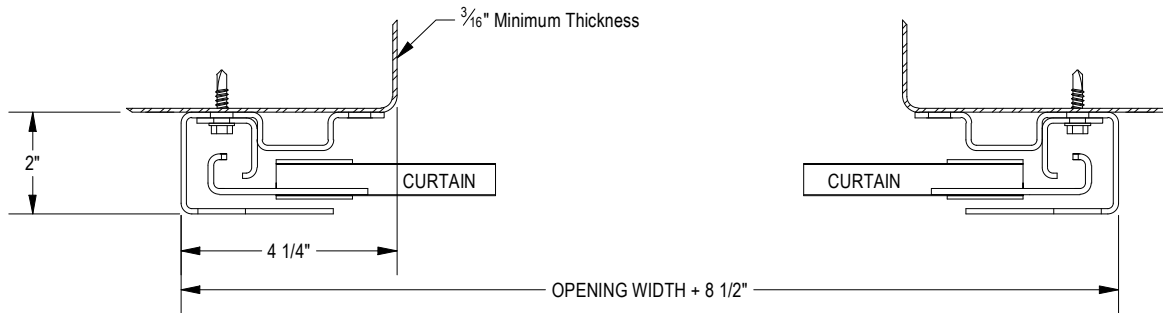 3/16" Minimum Thickness
2"
CURTAIN
CURTAIN
4 1/4"
OPENING WIDTH + 8 1/2"